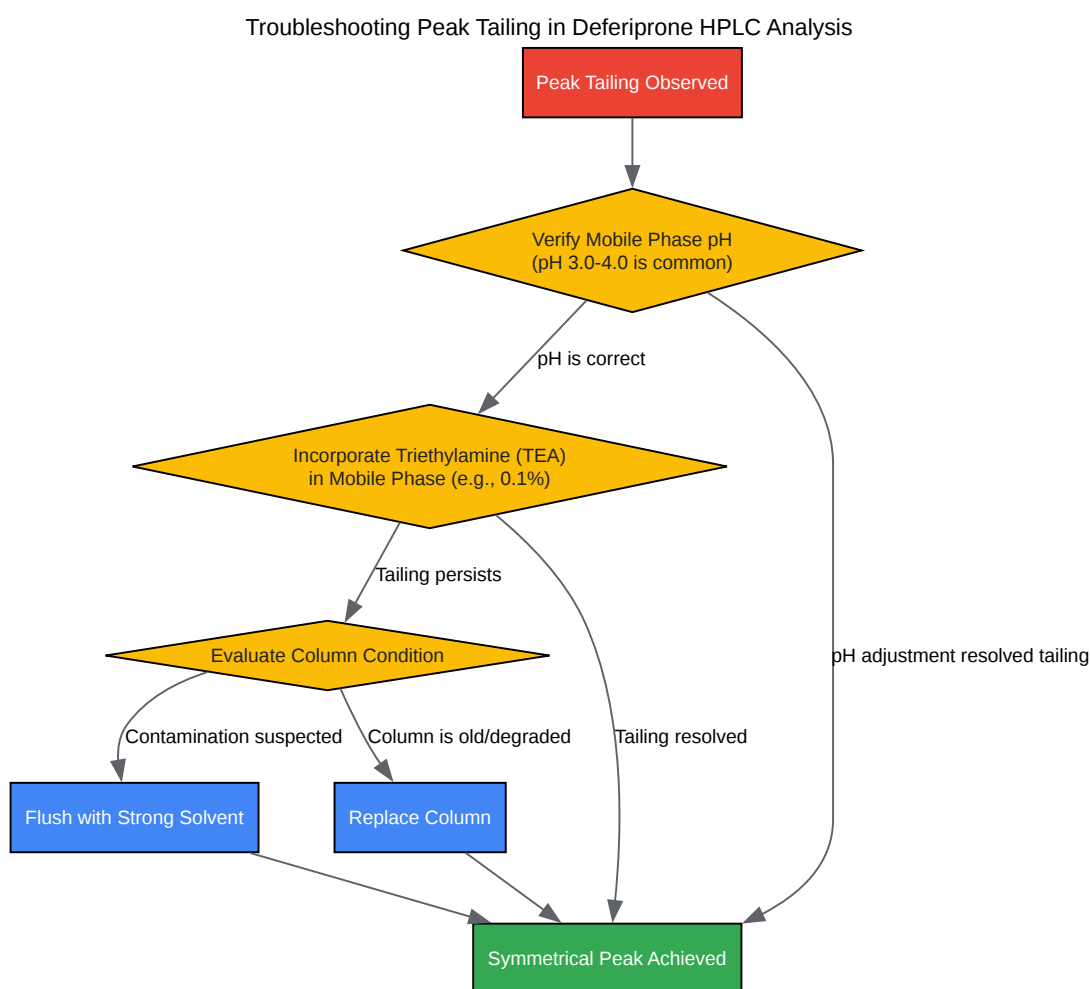 Troubleshooting Peak Tailing in Deferiprone HPLC Analysis
Peak Tailing Observed
Verify Mobile Phase pH
(pH 3.0-4.0 is common)
pH is correct
Incorporate Triethylamine (TEA)
in Mobile Phase (e.g., 0.1%)
Tailing persists
Evaluate Column Condition
pH adjustment resolved tailing
Contamination suspected
Column is old/degraded
Tailing resolved
Flush with Strong Solvent
Replace Column
Symmetrical Peak Achieved